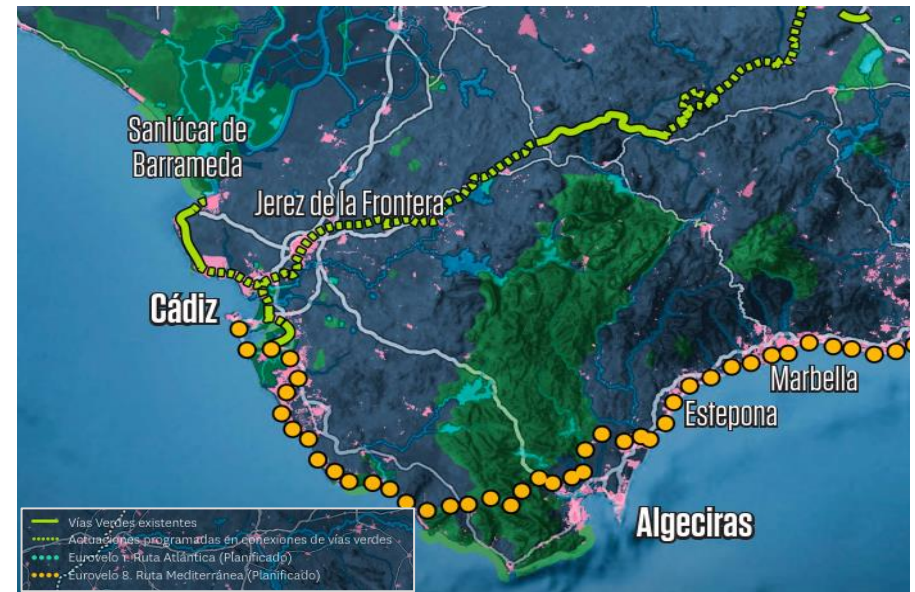 Sanlúcar de
Barrameda
Jerez de la Frontera
Cádiz
Marbella
Estepona
Algeciras
Vías Verdes existentes
Actuaciones programadas en conexiones de vías verdes
Eurovelo 1. Ruta Atlántica (Planificado)
Eurovelo 8. Ruta Mediterránea (Planificado)